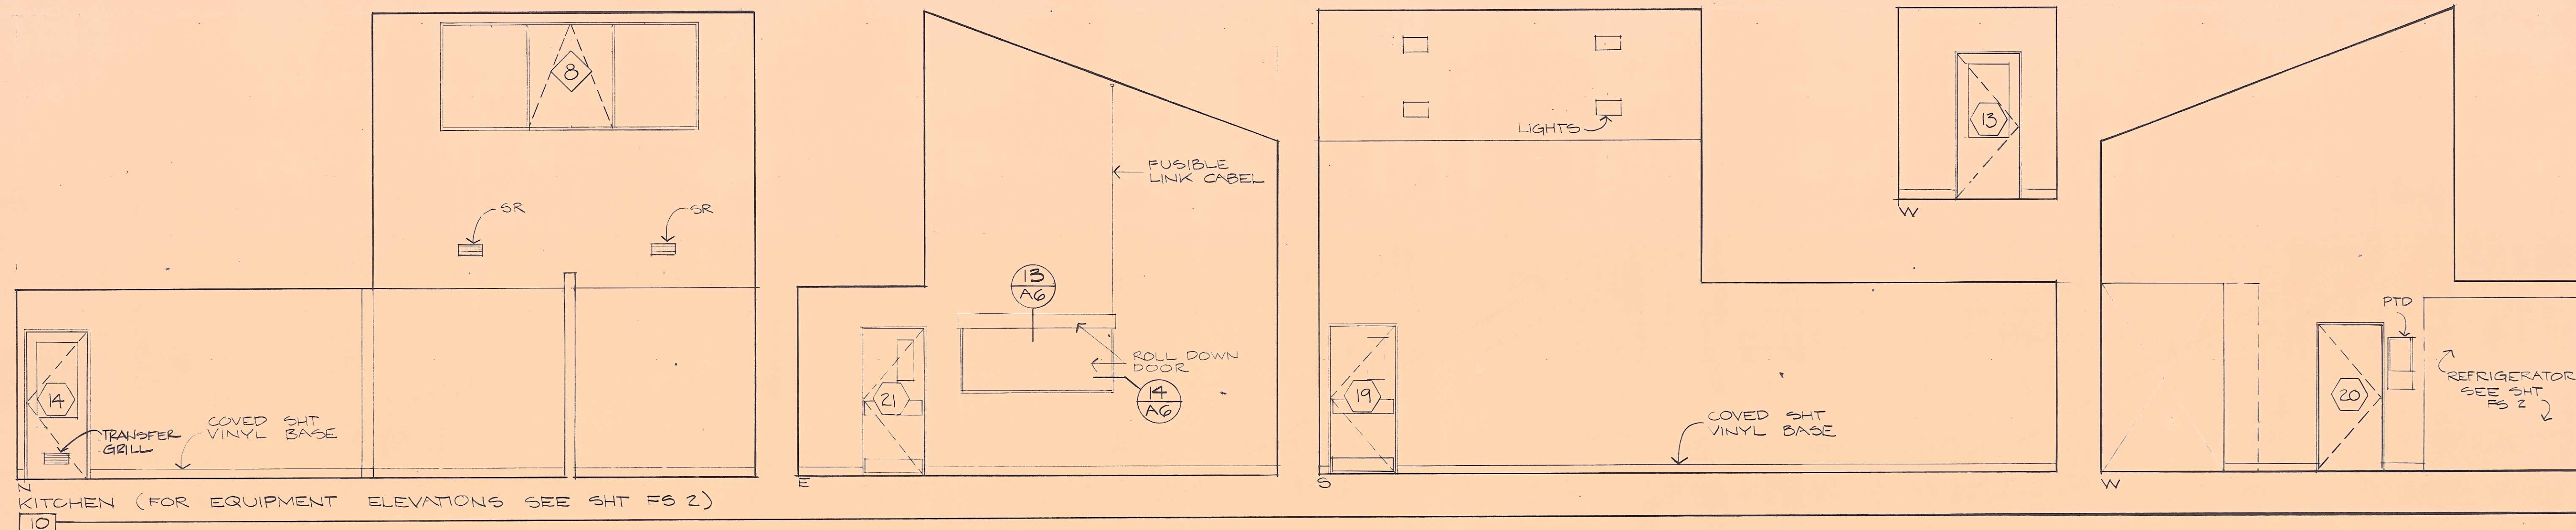 8
SR
SR
14
TRANSFER
GRILL
COVED SHT
VINYL BASE
N
KITCHEN (FOR EQUIPMENT ELEVATIONS SEE SHT FS 2)
10
FUSIBLE
LINK CABEL
13
A6
ROLL DOWN
DOOR
14
A6
21
E
LIGHTS
19
COVED SHT
VINYL BASE
S
13
W
PTD
20
REFRIGERATOR
SEE SHT
FS 2
W